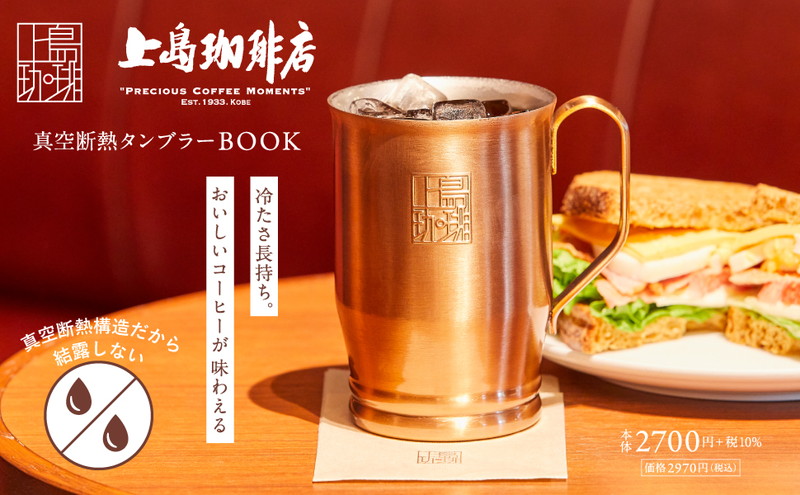 上島珈琲
上島珈琲店
"PRECIOUS COFFEE MOMENTS"
EST. 1933. KOBE
真空断熱タンブラーBOOK
冷たさ長持ち。
おいしいコーヒーが味わえる
真空断熱構造だから
結露しない
上島珈琲
上島珈琲
本体2700円+税10%
価格2970円(税込)